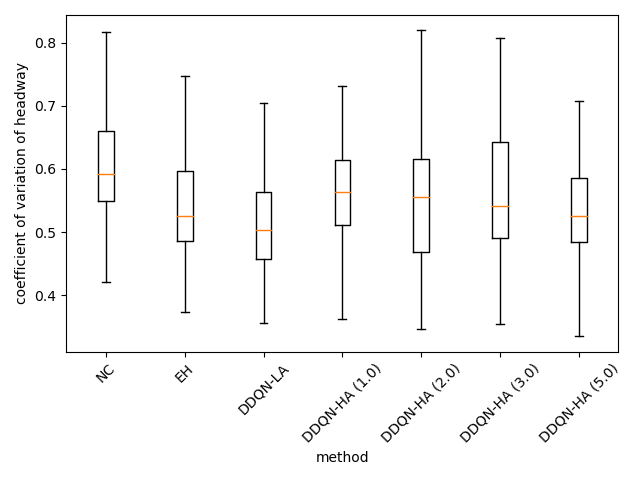 coefficient of variation of headway
0.8
0.7
0.6
0.5
0.4
NC
EH
DDQN-LA
DDQN-HA (1.0)
DDQN-HA (2.0)
DDQN-HA (3.0)
DDQN-HA (5.0)
method